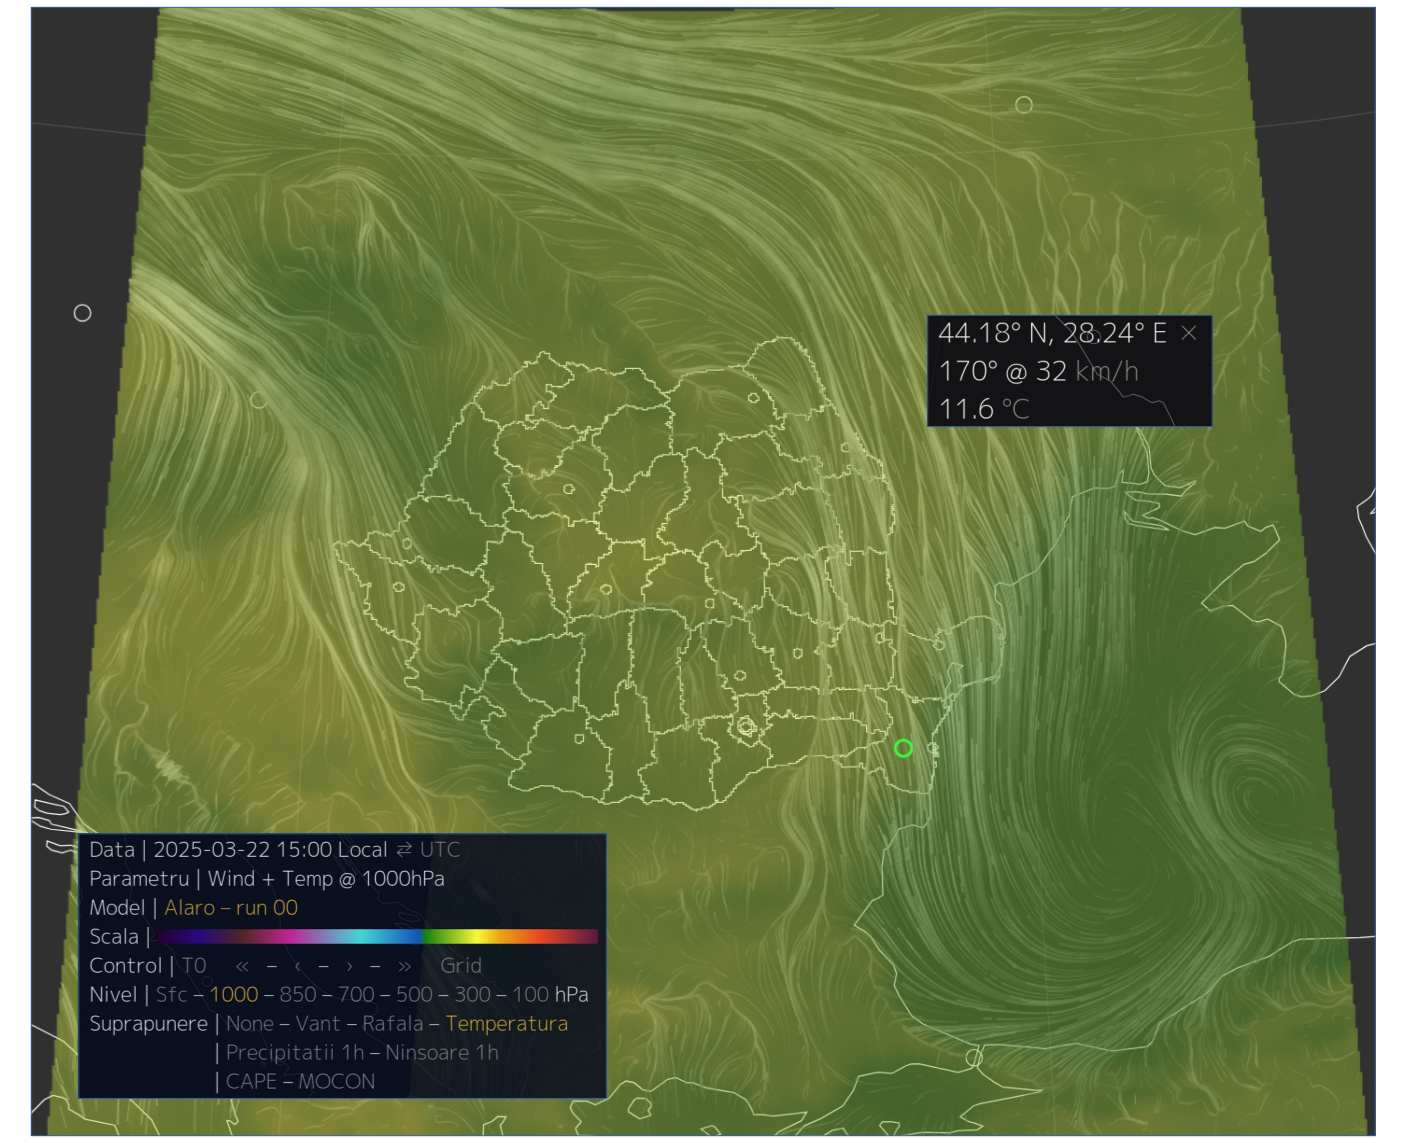 44.18° N, 28.24° E ×
170° @ 32 km/h
11.6 °C
Data | 2025-03-22 15:00 Local ⇄ UTC
Parametru | Wind + Temp @ 1000hPa
Model | Alaro – run 00
Scala |
Control | T0 « – ‹ – › – » Grid
Nivel | Sfc – 1000 – 850 – 700 – 500 – 300 – 100 hPa
Suprapunere | None – Vant – Rafala – Temperatura
| Precipitatii 1h – Ninsoare 1h
| CAPE – MOCON